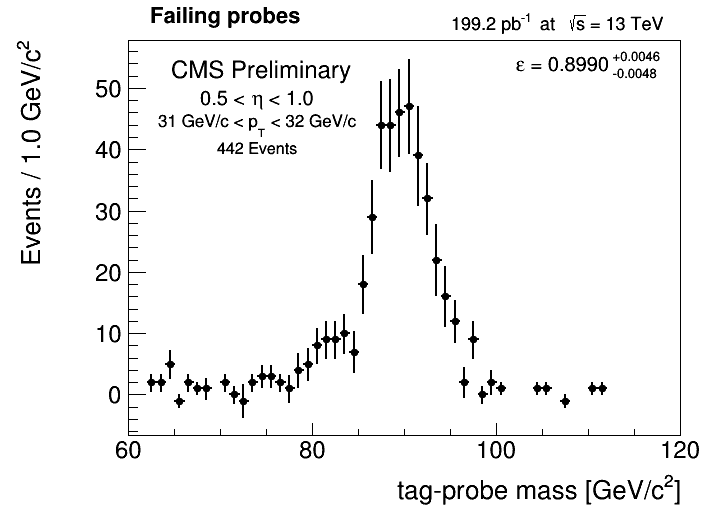 Failing probes
199.2 pb⁻¹ at √s = 13 TeV
CMS Preliminary
ε = 0.8990 +0.0046 -0.0048
0.5 < η < 1.0
31 GeV/c < p_T < 32 GeV/c
442 Events
Events / 1.0 GeV/c²
50
40
30
20
10
0
60 80 100 120
tag-probe mass [GeV/c²]